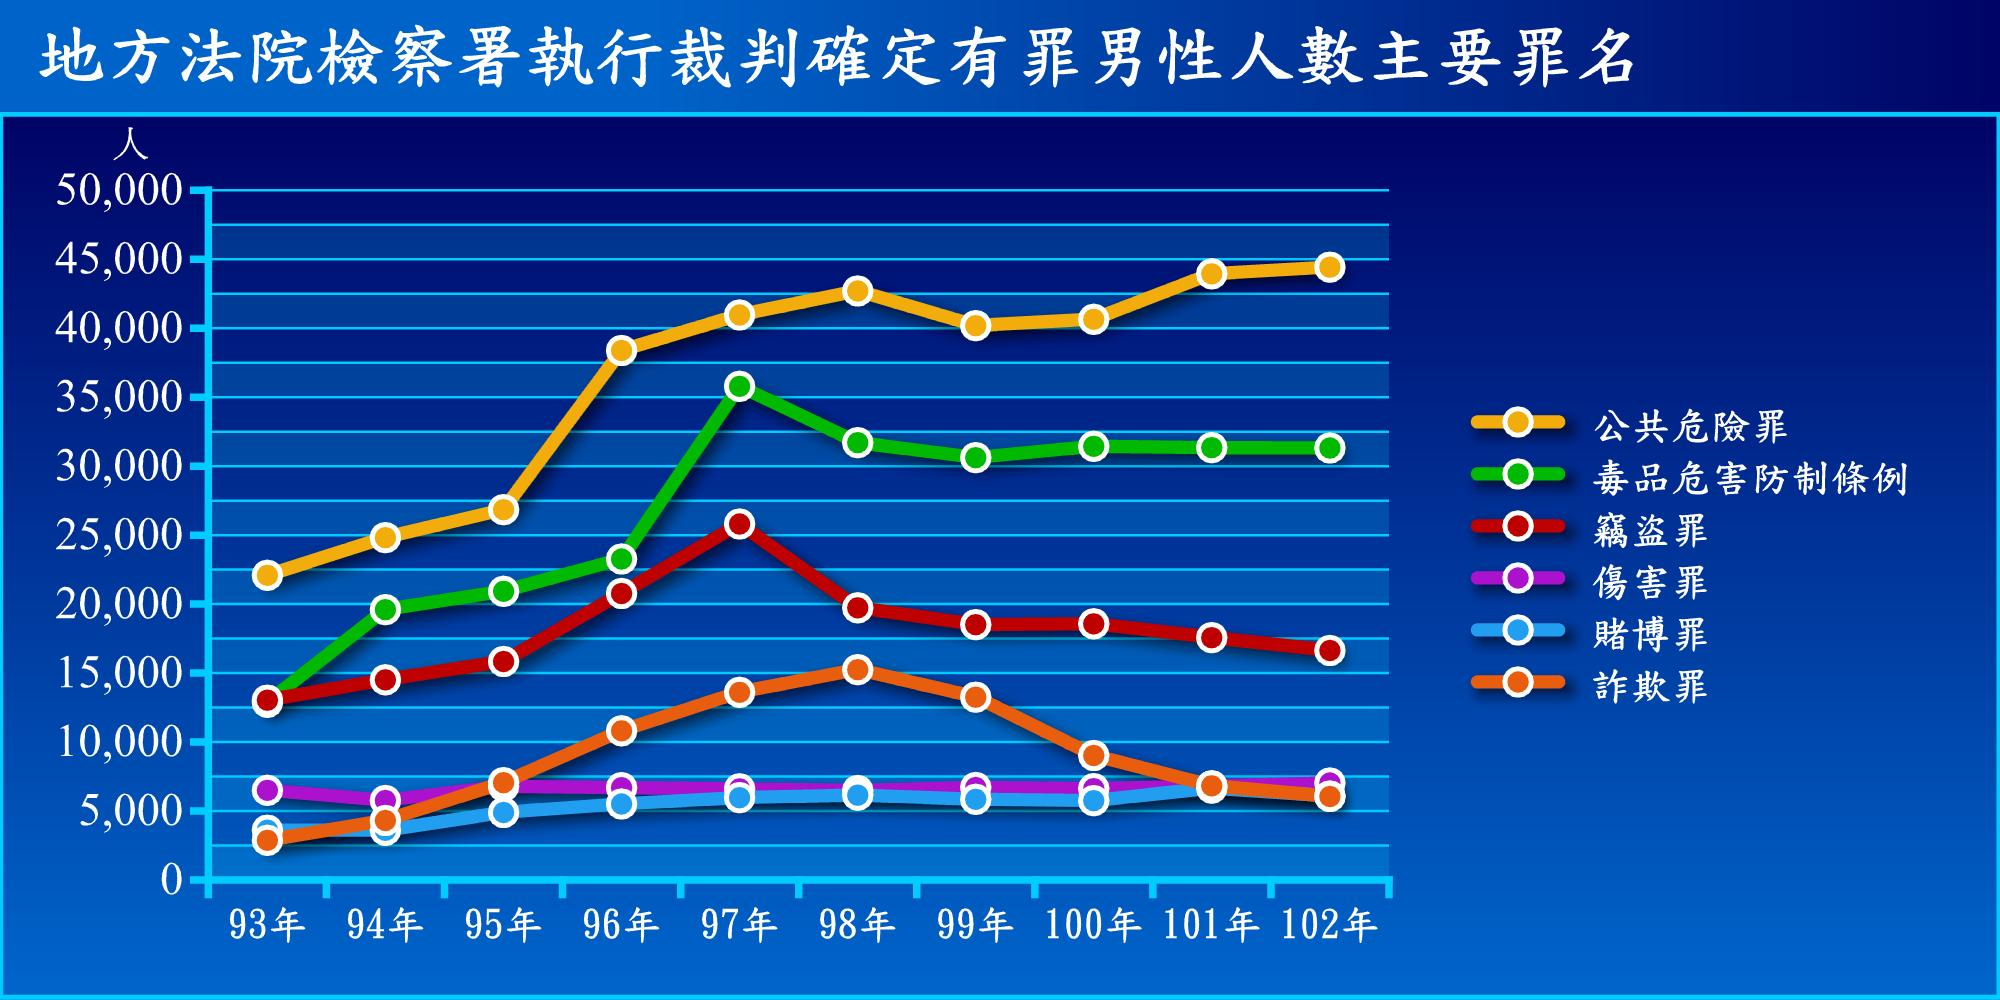 地方法院檢察署執行裁判確定有罪男性人數主要罪名
人
50,000
45,000
40,000
35,000
30,000
25,000
20,000
15,000
10,000
5,000
0
93年 94年 95年 96年 97年 98年 99年 100年 101年 102年
公共危險罪
毒品危害防制條例
竊盜罪
傷害罪
賭博罪
詐欺罪